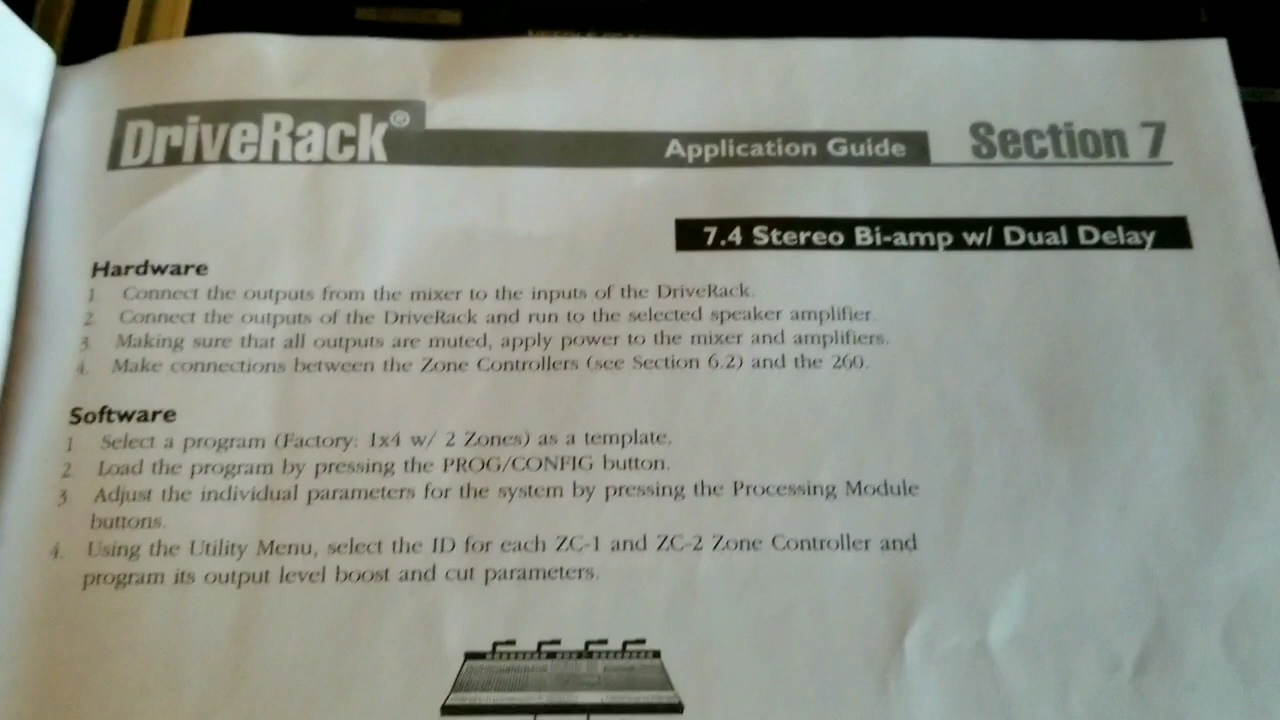 DriveRack®
Application Guide
Section 7
7.4 Stereo Bi-amp w/ Dual Delay
Hardware
1. Connect the outputs from the mixer to the inputs of the DriveRack.
2. Connect the outputs of the DriveRack and run to the selected speaker amplifier.
3. Making sure that all outputs are muted, apply power to the mixer and amplifiers.
4. Make connections between the Zone Controllers (see Section 6.2) and the 260.
Software
1. Select a program (Factory: 1x4 w/ 2 Zones) as a template.
2. Load the program by pressing the PROG/CONFIG button.
3. Adjust the individual parameters for the system by pressing the Processing Module
buttons.
4. Using the Utility Menu, select the ID for each ZC-1 and ZC-2 Zone Controller and
program its output level boost and cut parameters.